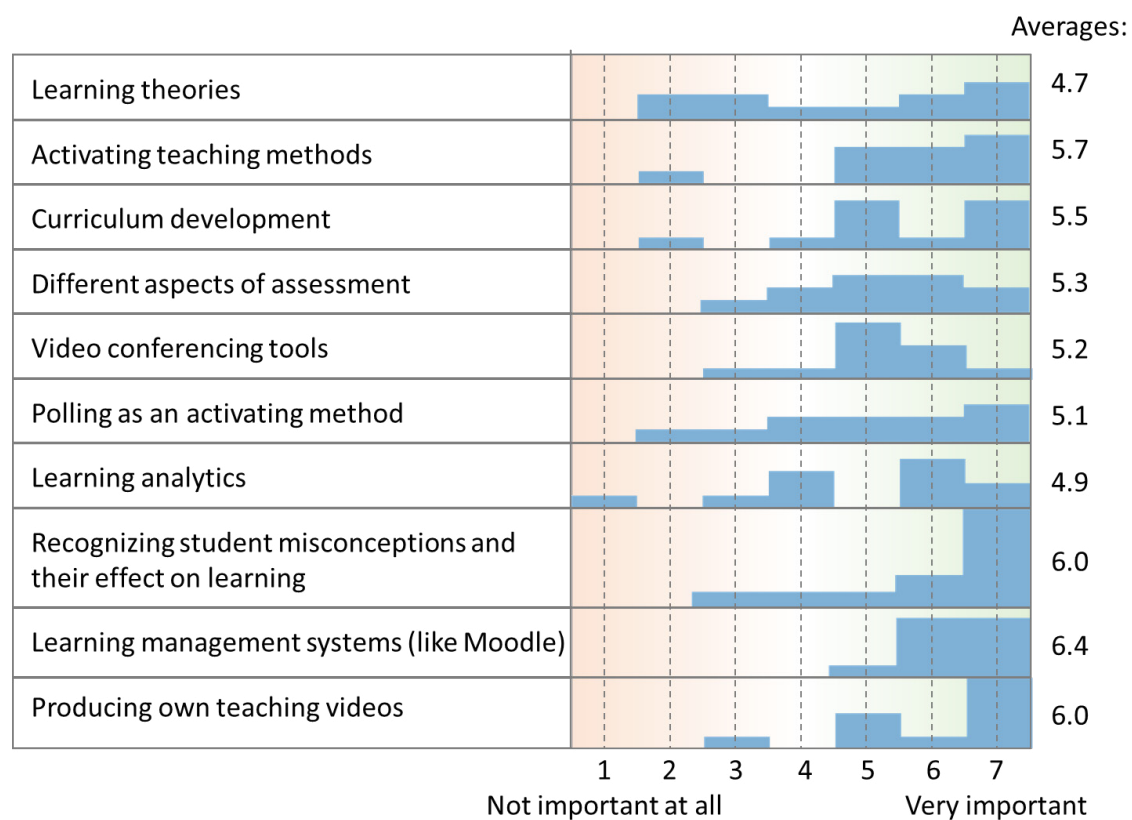 Averages:
Learning theories 4.7
Activating teaching methods 5.7
Curriculum development 5.5
Different aspects of assessment 5.3
Video conferencing tools 5.2
Polling as an activating method 5.1
Learning analytics 4.9
Recognizing student misconceptions and
their effect on learning 6.0
Learning management systems (like Moodle) 6.4
Producing own teaching videos 6.0
1 2 3 4 5 6 7
Not important at all Very important